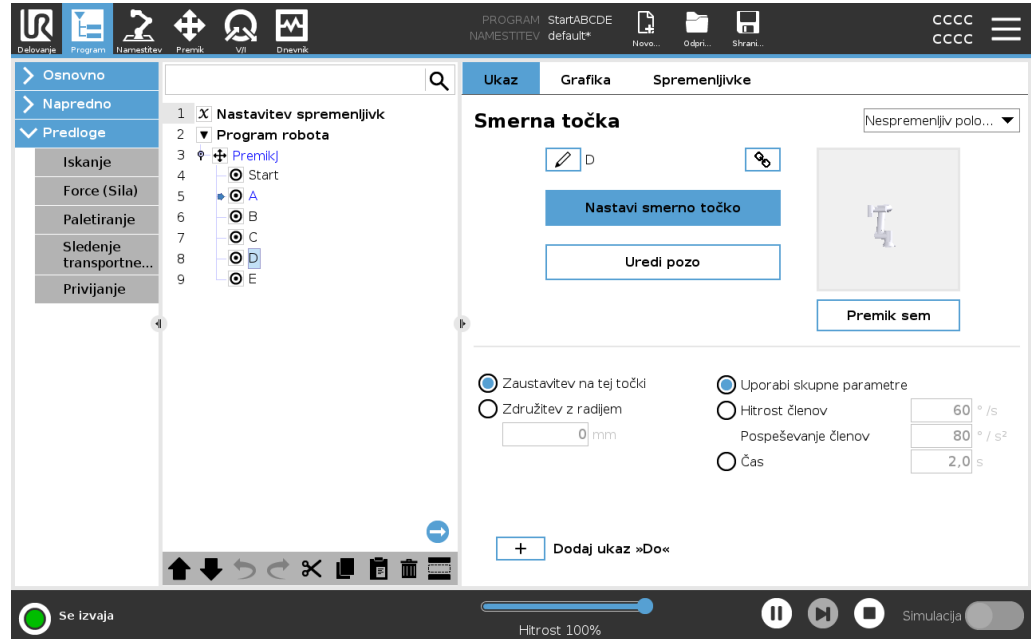 PROGRAM StartABCDE
NAMESTITEV default*
Delovanje Program Namestitev Premik V/I Dnevnik Novo... Odpri... Shrani...
cccc
cccc
Osnovno
Napredno
Predloge
Iskanje
Force (Sila)
Paletiranje
Sledenje
transportne...
Privijanje
1 X Nastavitev spremenljivk
2 Program robota
3 PremikJ
4 Start
5 A
6 B
7 C
8 D
9 E
Ukaz Grafika Spremenljivke
Smerna točka
Nespremenljiv polo...
D
Nastavi smerno točko
Uredi pozo
Premik sem
Zaustavitev na tej točki
Združitev z radijem
0 mm
Uporabi skupne parametre
Hitrost členov 60 °/s
Pospeševanje členov 80 °/s²
Čas 2,0 s
+ Dodaj ukaz »Do«
Se izvaja
Hitrost 100%
Simulacija